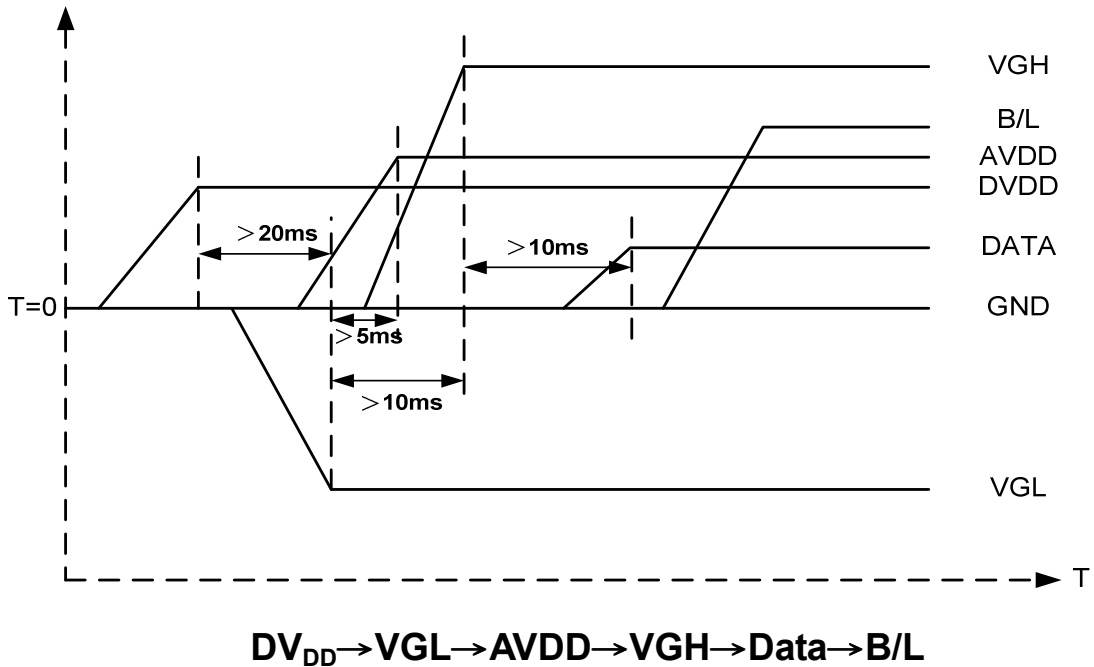 VGH
B/L
AVDD
DVDD
>20ms
>10ms
DATA
T=0
GND
>5ms
>10ms
VGL
T
DVDD→VGL→AVDD→VGH→Data→B/L